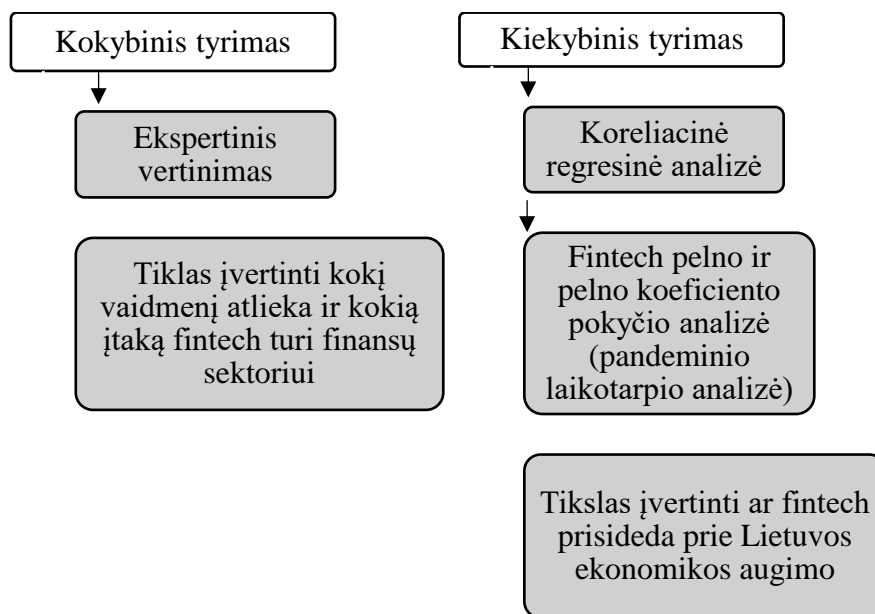 Kokybinis tyrimas
Ekspertinis
vertinimas
Tiklas įvertinti kokį
vaidmenį atlieka ir kokią
įtaką fintech turi finansų
sektoriui
Kiekybinis tyrimas
Koreliacinė
regresinė analizė
Fintech pelno ir
pelno koeficiento
pokyčio analizė
(pandeminio
laikotarpio analizė)
Tikslas įvertinti ar fintech
prisideda prie Lietuvos
ekonomikos augimo